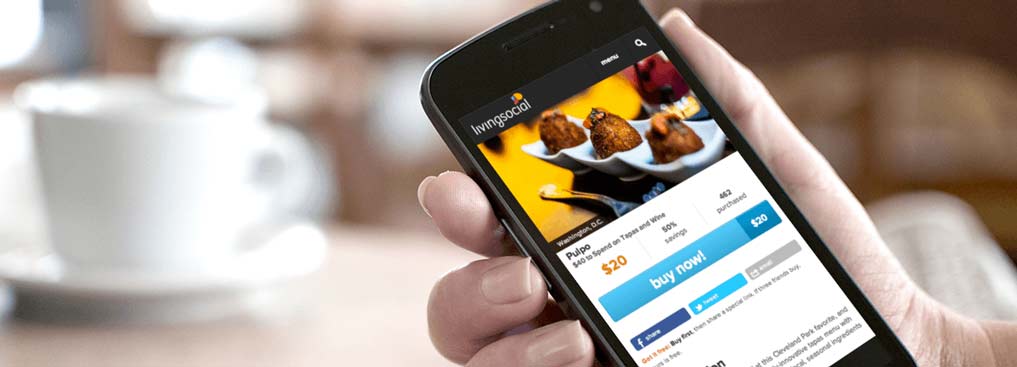 menu
livingsocial
Washington, D.C.
Pulpo
$40 to Spend on Tapas and Wine
$20
50%
savings
462
purchased
buy now!
$20
share
tweet
email
Get it free! Buy first, then share a special link. If three friends buy,
is free.
this Cleveland Park favorite, and
innovative tapas menu with
seasonal ingredients